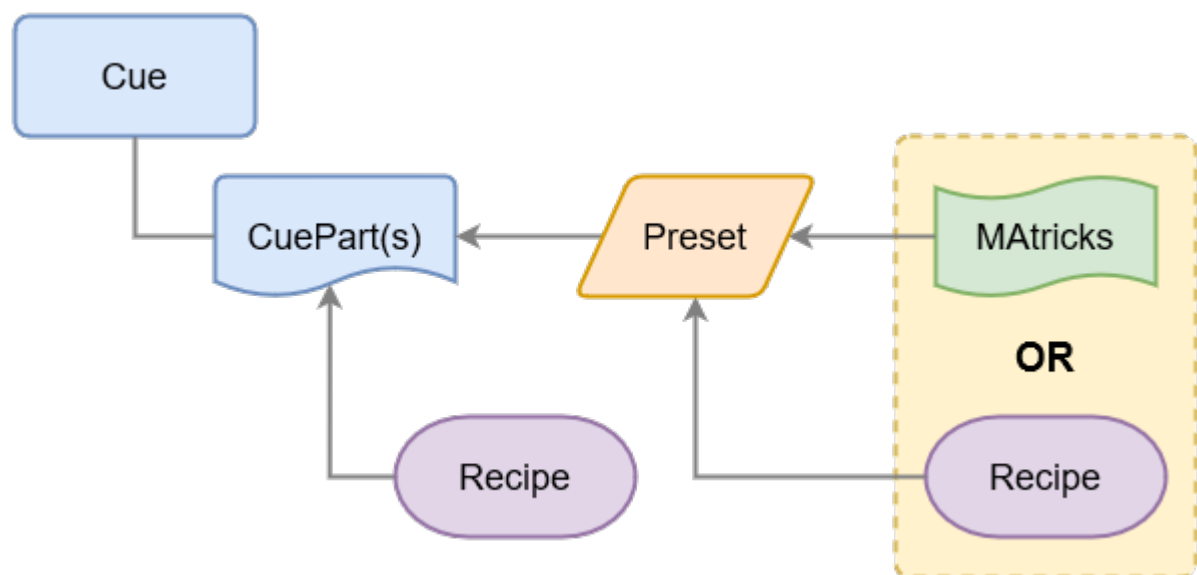 Cue
CuePart(s)
Preset
MAtricks
OR
Recipe
Recipe